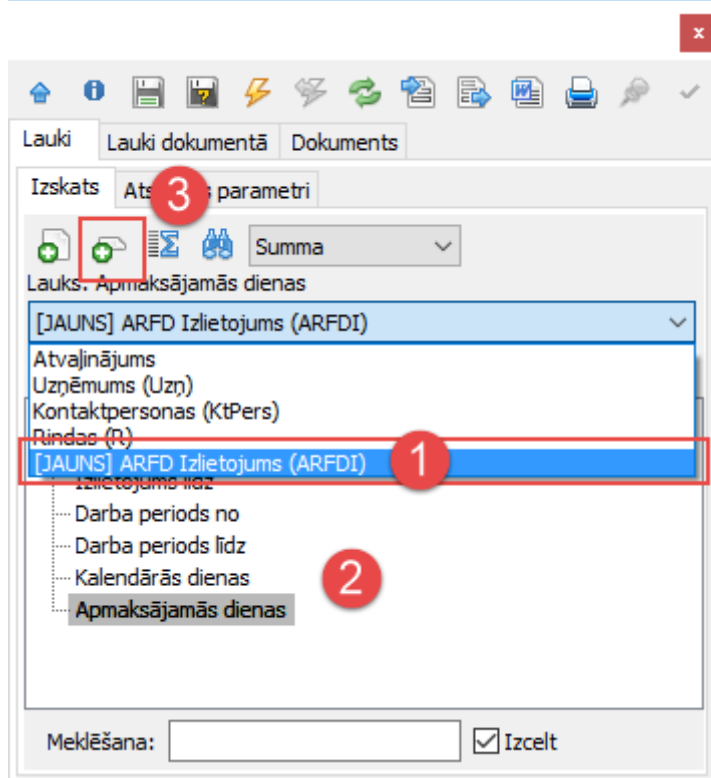 x
Lauki Lauki dokumentā Dokuments
Izskats parametri
3
Summa
Lauks: Apmaksājamās dienas
[JAUNS] ARFD Izlietojums (ARFDI)
Atvaļinājums
Uzņēmums (Uzņ)
Kontaktpersonas (KtPers)
Rindas (R)
[JAUNS] ARFD Izlietojums (ARFDI) 1
Izlietojums līdz
Darba periods no
Darba periods līdz
Kalendārās dienas 2
Apmaksājamās dienas
Meklēšana: Izcelt